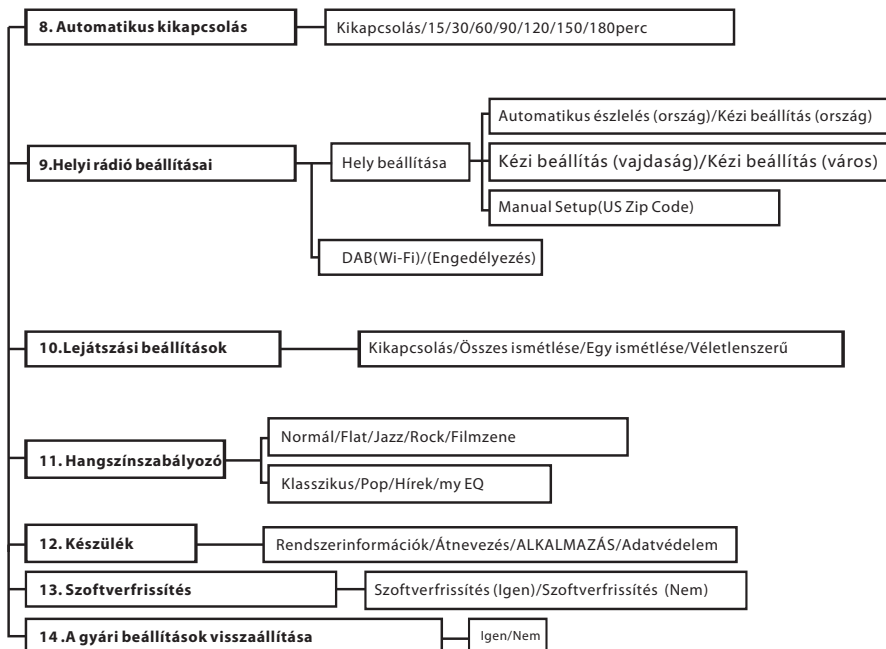 8. Automatikus kikapcsolás
Kikapcsolás/15/30/60/90/120/150/180perc
Automatikus észlelés (ország)/Kézi beállítás (ország)
9.Helyi rádió beállításai
Hely beállítása
Kézi beállítás (vajdaság)/Kézi beállítás (város)
Manual Setup(US Zip Code)
DAB(Wi-Fi)/(Engedélyezés)
10.Lejátszási beállítások
Kikapcsolás/Összes ismétlése/Egy ismétlése/Véletlenszerű
11. Hangszínszabályozó
Normál/Flat/Jazz/Rock/Filmzene
Klasszikus/Pop/Hírek/my EQ
12. Készülék
Rendszerinformációk/Átnevezés/ALKALMAZÁS/Adatvédelem
13. Szoftverfrissítés
Szoftverfrissítés (Igen)/Szoftverfrissítés (Nem)
14 .A gyári beállítások visszaállítása
Igen/Nem